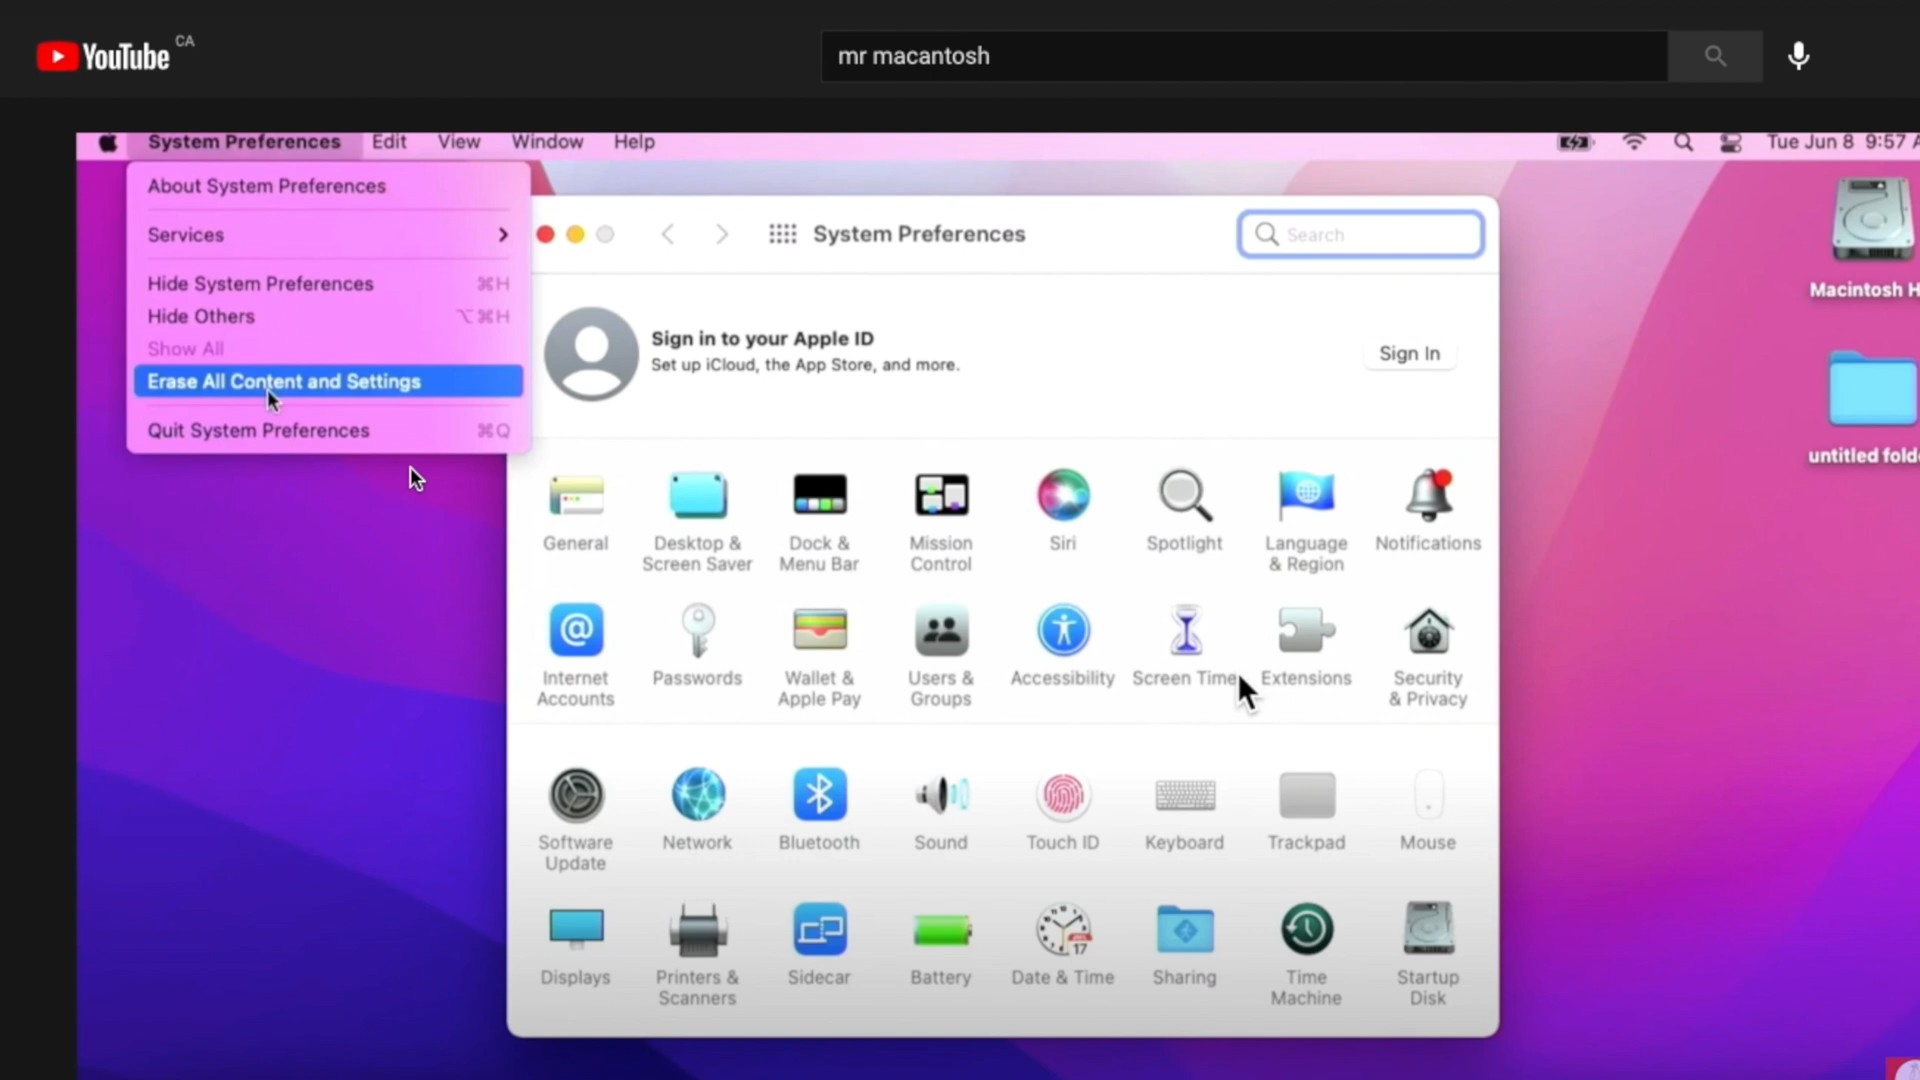 YouTube CA
mr macantosh
System Preferences Edit View Window Help
Tue Jun 8 9:57 A
About System Preferences
Services
Hide System Preferences ⌘H
Hide Others ⌥⌘H
Show All
Erase All Content and Settings
Quit System Preferences ⌘Q
System Preferences
Search
Sign in to your Apple ID
Set up iCloud, the App Store, and more.
Sign In
General
Desktop &
Screen Saver
Dock &
Menu Bar
Mission
Control
Siri
Spotlight
Language
& Region
Notifications
Internet
Accounts
Passwords
Wallet &
Apple Pay
Users &
Groups
Accessibility
Screen Time
Extensions
Security
& Privacy
Software
Update
Network
Bluetooth
Sound
Touch ID
Keyboard
Trackpad
Mouse
Displays
Printers &
Scanners
Sidecar
Battery
17
Date & Time
Sharing
Time
Machine
Startup
Disk
Macintosh H
untitled fold